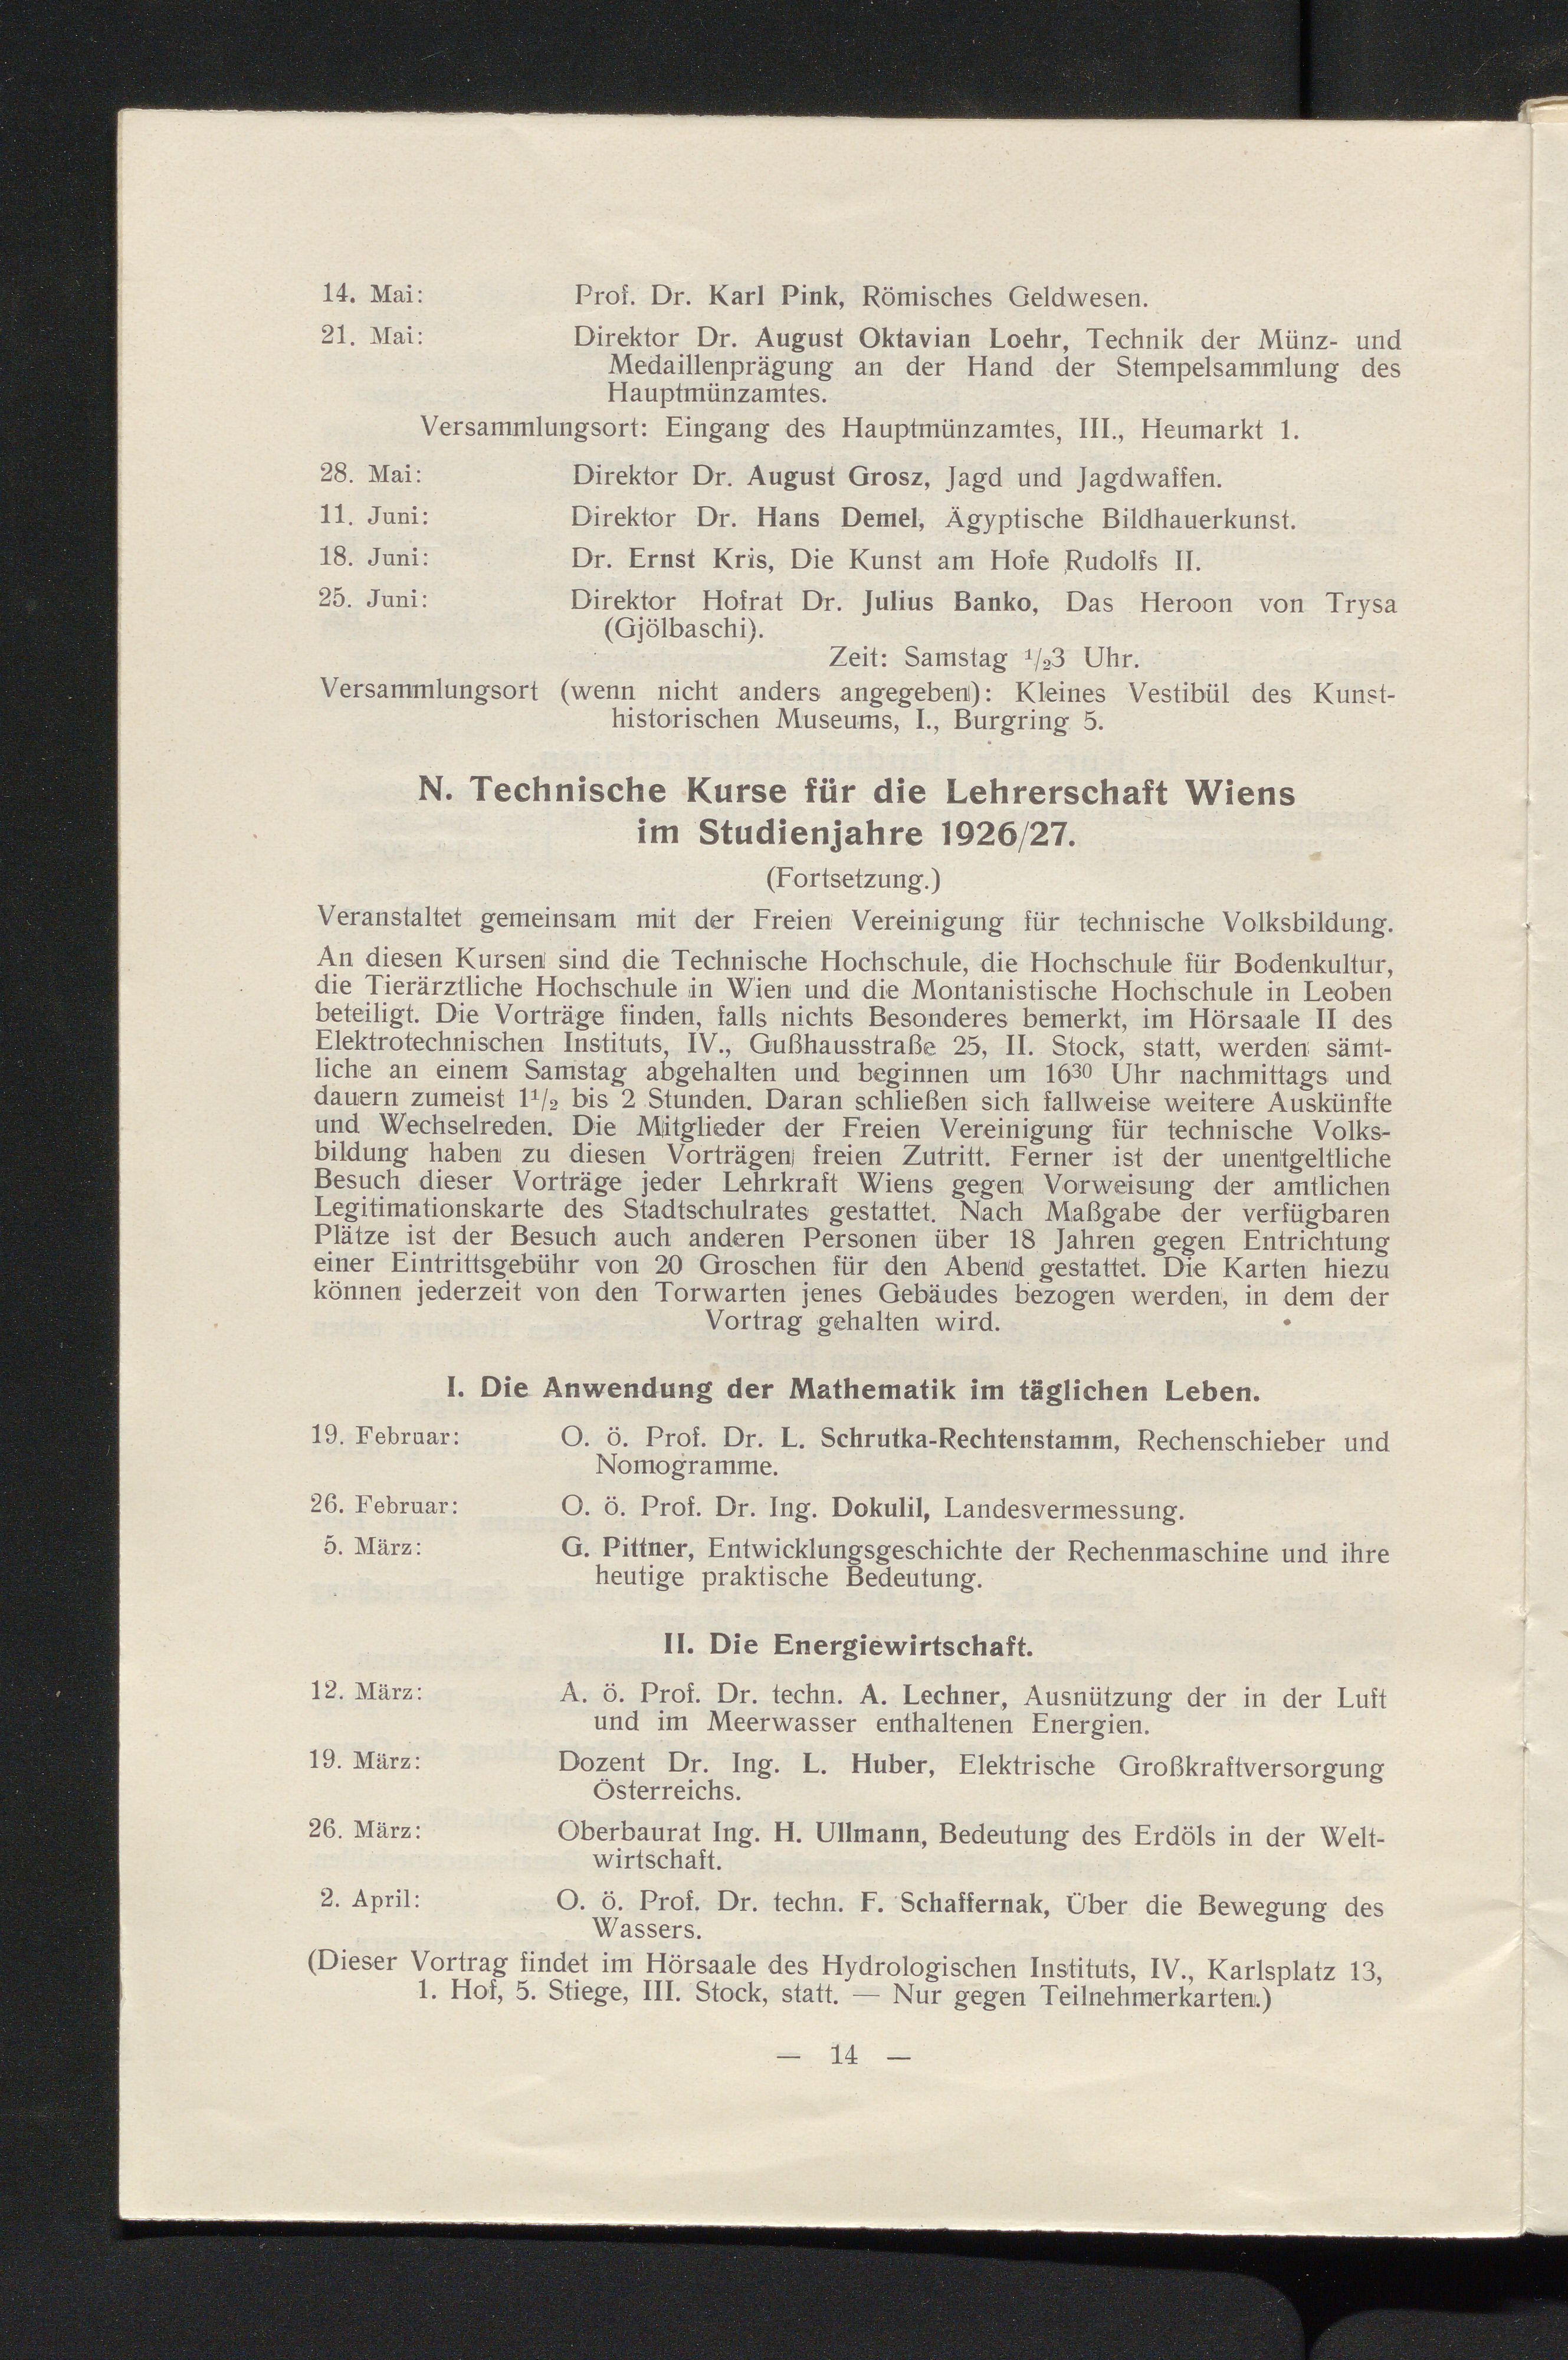 14. Mai: Prof. Dr. Karl Pink, Römisches Geldwesen.
21. Mai: Direktor Dr. August Oktavian Loehr, Technik der Münz- und
Medaillenprägung an der Hand der Stempelsammlung des
Hauptmünzamtes.
Versammlungsort: Eingang des Hauptmünzamtes, III., Heumarkt 1.
28. Mai: Direktor Dr. August Grosz, Jagd und Jagdwaffen.
11. Juni: Direktor Dr. Hans Demel, Ägyptische Bildhauerkunst.
18. Juni: Dr. Ernst Kris, Die Kunst am Hofe Rudolfs II.
25. Juni: Direktor Hofrat Dr. Julius Banko, Das Heroon von Trysa
(Gjölbaschi).
Zeit: Samstag 1/23 Uhr.
Versammlungsort (wenn nicht anders angegeben): Kleines Vestibül des Kunst-
historischen Museums, I., Burgring 5.
N. Technische Kurse für die Lehrerschaft Wiens
im Studienjahre 1926/27.
(Fortsetzung.)
Veranstaltet gemeinsam mit der Freien Vereinigung für technische Volksbildung.
An diesen Kursen sind die Technische Hochschule, die Hochschule für Bodenkultur,
die Tierärztliche Hochschule in Wien und die Montanistische Hochschule in Leoben
beteiligt. Die Vorträge finden, falls nichts Besonderes bemerkt, im Hörsaale II des
Elektrotechnischen Instituts, IV., Gußhausstraße 25, II. Stock, statt, werden sämt-
liche an einem Samstag abgehalten und beginnen um 16³⁰ Uhr nachmittags und
dauern zumeist 1½ bis 2 Stunden. Daran schließen sich fallweise weitere Auskünfte
und Wechselreden. Die Mitglieder der Freien Vereinigung für technische Volks-
bildung haben zu diesen Vorträgen freien Zutritt. Ferner ist der unentgeltliche
Besuch dieser Vorträge jeder Lehrkraft Wiens gegen Vorweisung der amtlichen
Legitimationskarte des Stadtschulrates gestattet. Nach Maßgabe der verfügbaren
Plätze ist der Besuch auch anderen Personen über 18 Jahren gegen Entrichtung
einer Eintrittsgebühr von 20 Groschen für den Abend gestattet. Die Karten hiezu
können jederzeit von den Torwarten jenes Gebäudes bezogen werden, in dem der
Vortrag gehalten wird.
I. Die Anwendung der Mathematik im täglichen Leben.
19. Februar: O. ö. Prof. Dr. L. Schrutka-Rechtenstamm, Rechenschieber und
Nomogramme.
26. Februar: O. ö. Prof. Dr. Ing. Dokulil, Landesvermessung.
5. März: G. Pittner, Entwicklungsgeschichte der Rechenmaschine und ihre
heutige praktische Bedeutung.
II. Die Energiewirtschaft.
12. März: A. ö. Prof. Dr. techn. A. Lechner, Ausnützung der in der Luft
und im Meerwasser enthaltenen Energien.
19. März: Dozent Dr. Ing. L. Huber, Elektrische Großkraftversorgung
Österreichs.
26. März: Oberbaurat Ing. H. Ullmann, Bedeutung des Erdöls in der Welt-
wirtschaft.
2. April: O. ö. Prof. Dr. techn. F. Schaffernak, Über die Bewegung des
Wassers.
(Dieser Vortrag findet im Hörsaale des Hydrologischen Instituts, IV., Karlsplatz 13,
1. Hof, 5. Stiege, III. Stock, statt. — Nur gegen Teilnehmerkarten.)
— 14 —